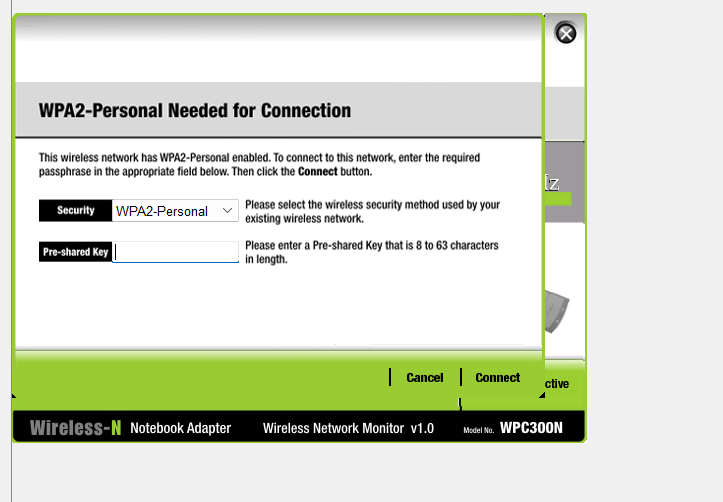 WPA2-Personal Needed for Connection
This wireless network has WPA2-Personal enabled. To connect to this network, enter the required
passphrase in the appropriate field below. Then click the Connect button.
Security
WPA2-Personal
Please select the wireless security method used by your
existing wireless network.
Pre-shared Key
Please enter a Pre-shared Key that is 8 to 63 characters
in length.
Hz
Cancel
Connect
ctive
Wireless-N Notebook Adapter Wireless Network Monitor v1.0 Model No. WPC300N